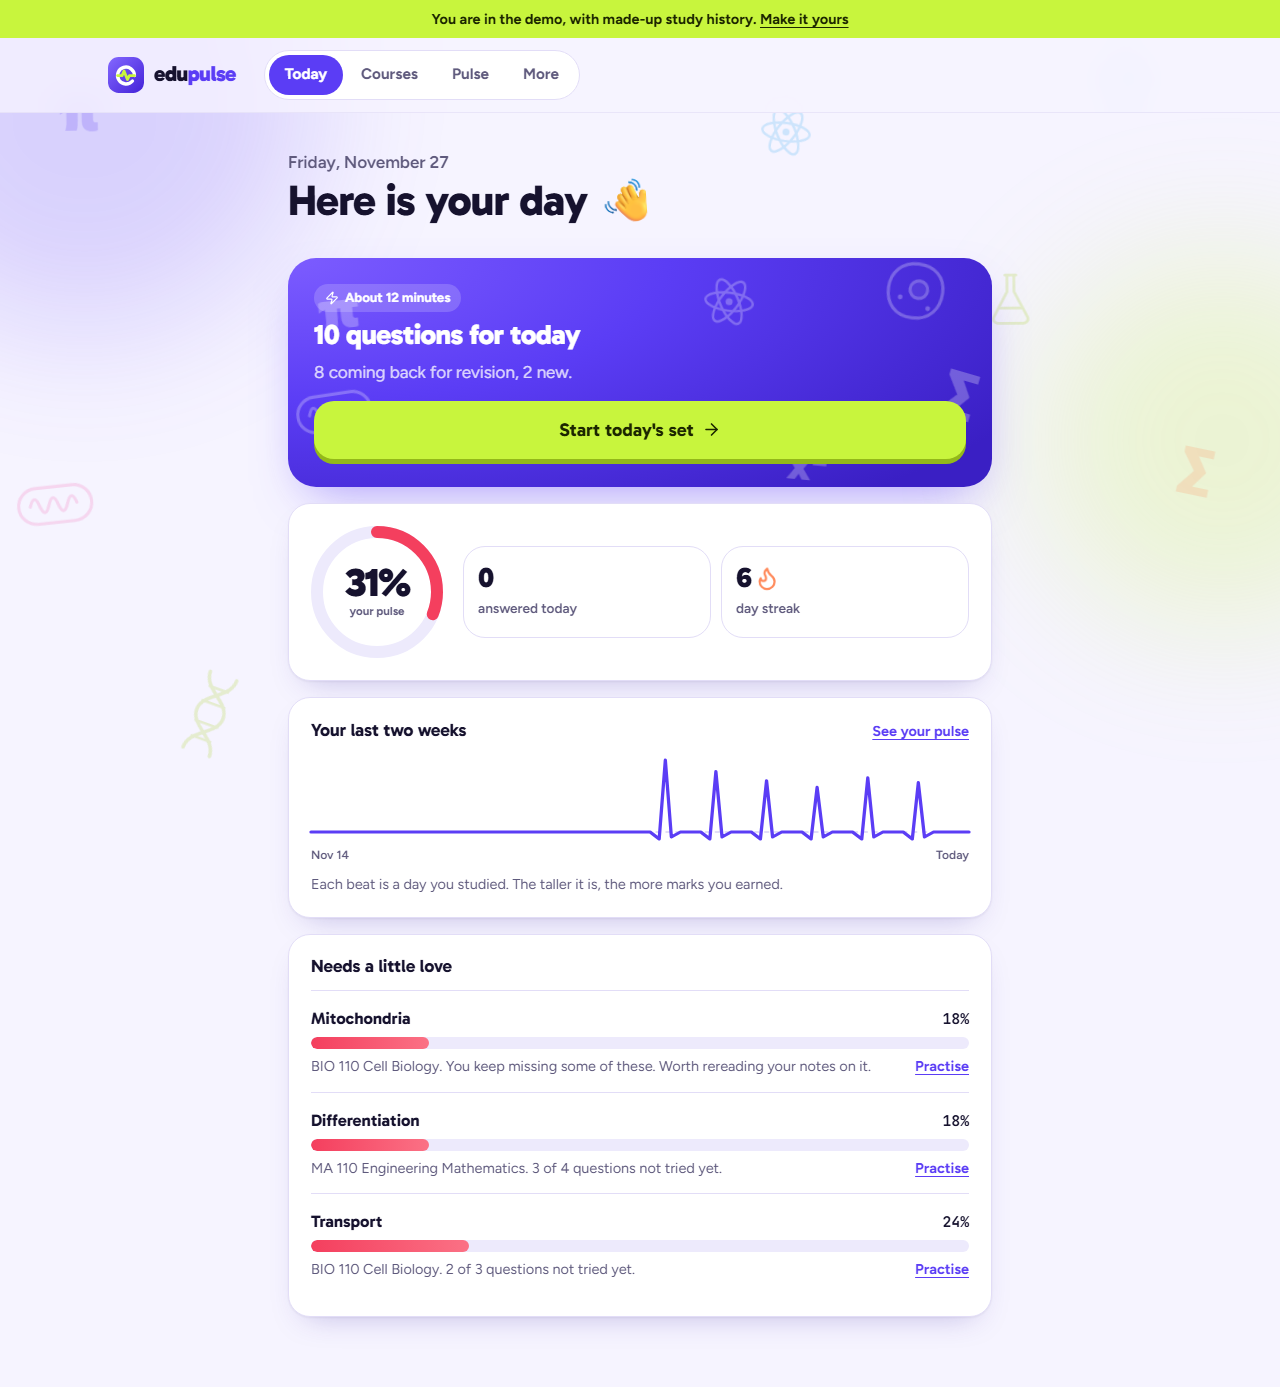 You are in the demo, with made-up study history. Make it yours
edupulse
Today
Courses
Pulse
More
π
Friday, November 27
Here is your day 👋
About 12 minutes
π
10 questions for today
8 coming back for revision, 2 new.
Σ
Start today's set →
x
Σ
31%
your pulse
0
answered today
6
day streak
Your last two weeks
See your pulse
Nov 14
Today
Each beat is a day you studied. The taller it is, the more marks you earned.
Needs a little love
Mitochondria
18%
BIO 110 Cell Biology. You keep missing some of these. Worth rereading your notes on it.
Practise
Differentiation
18%
MA 110 Engineering Mathematics. 3 of 4 questions not tried yet.
Practise
Transport
24%
BIO 110 Cell Biology. 2 of 3 questions not tried yet.
Practise